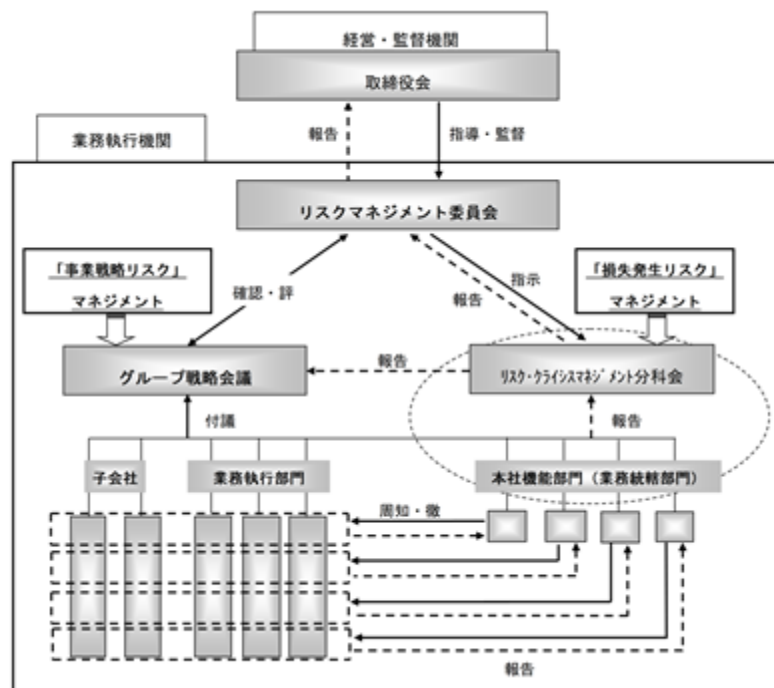 経営・監督機関
取締役会
業務執行機関
報告
指導・監督
リスクマネジメント委員会
「事業戦略リスク」
マネジメント
「損失発生リスク」
マネジメント
確認・評
報告
指示
グループ戦略会議
報告
リスク・クライシスマネジメント分科会
付議
報告
子会社
業務執行部門
本社機能部門（業務統轄部門）
周知・徹
報告